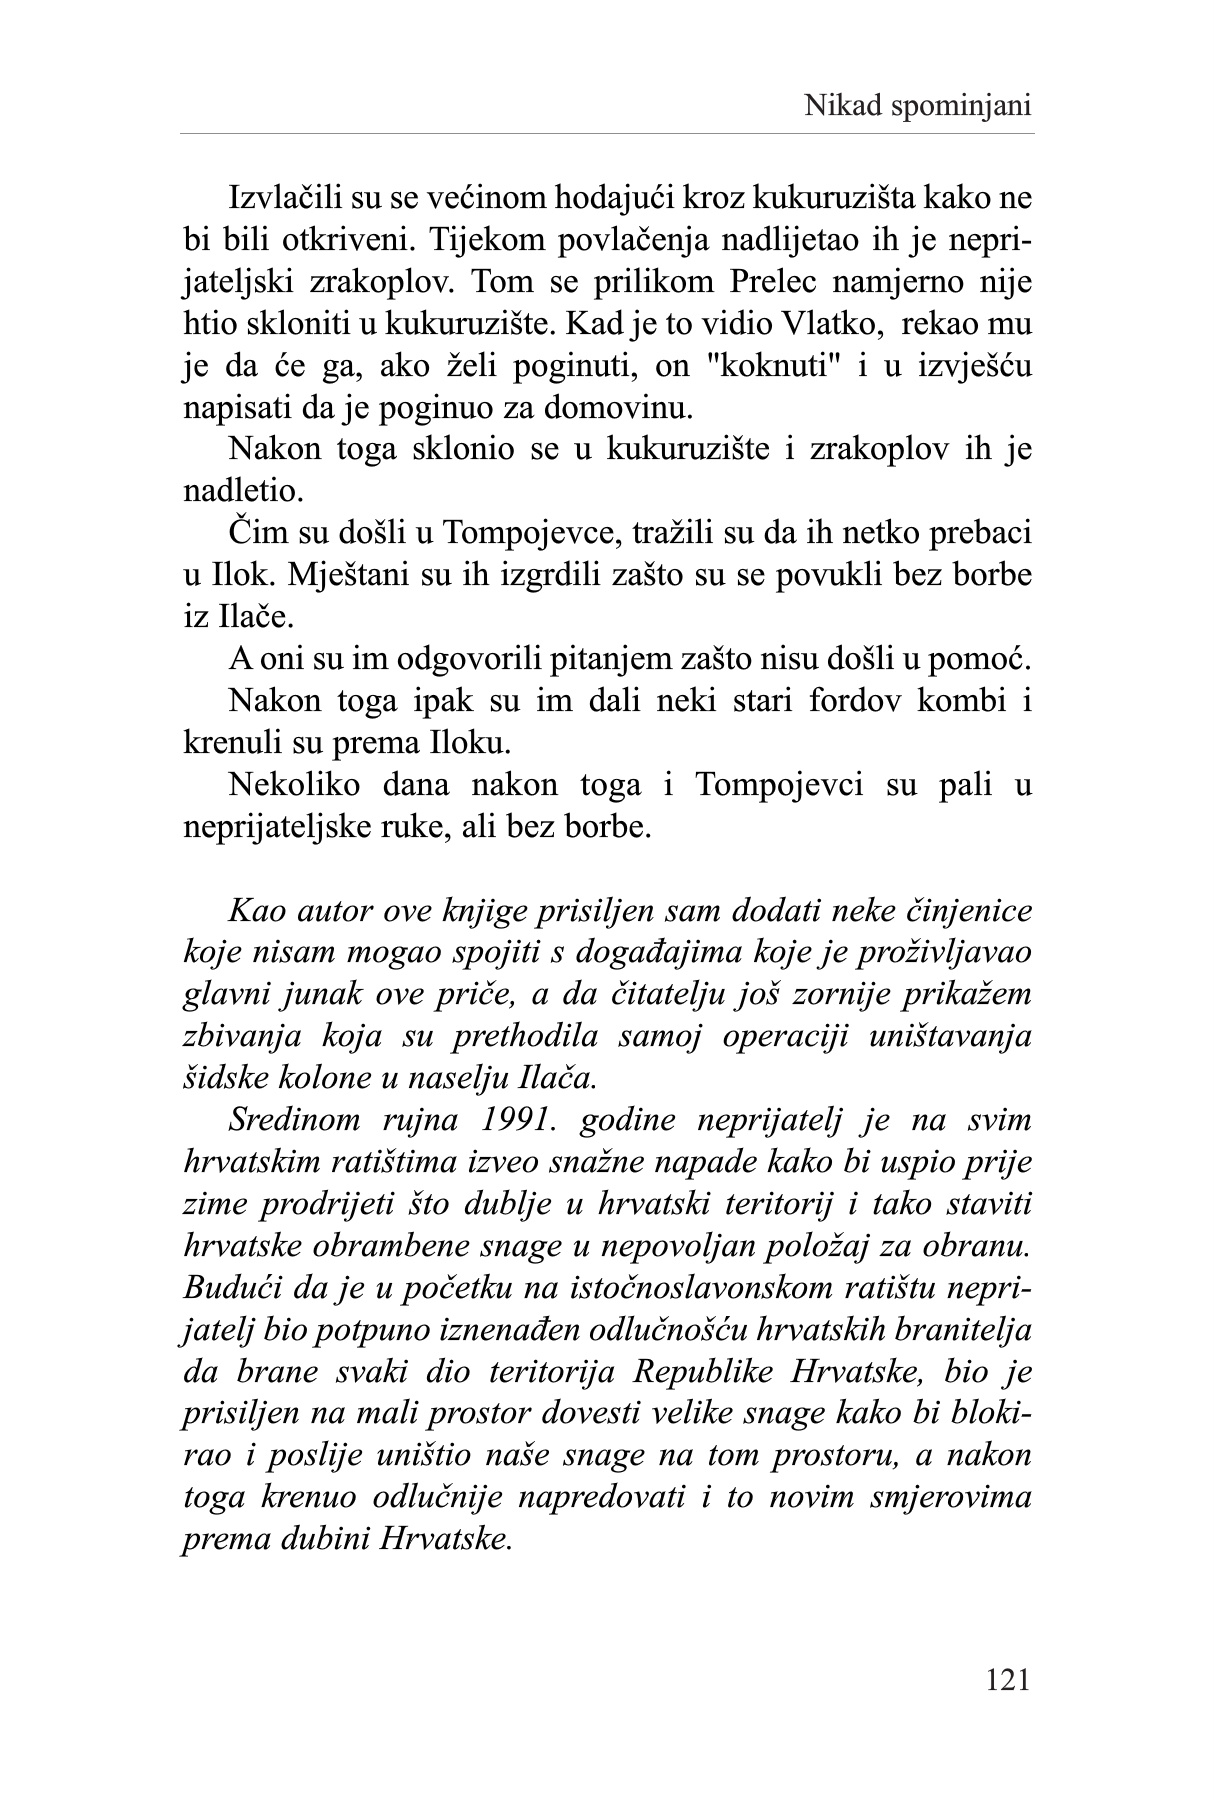 Nikad spominjani
Izvlačili su se većinom hodajući kroz kukuruzišta kako ne
bi bili otkriveni. Tijekom povlačenja nadlijetao ih je nepri-
jateljski zrakoplov. Tom se prilikom Prelec namjerno nije
htio skloniti u kukuruzište. Kad je to vidio Vlatko,  rekao mu
je da će ga, ako želi poginuti, on "koknuti" i u izvješću
napisati da je poginuo za domovinu.
Nakon toga sklonio se u kukuruzište i zrakoplov ih je
nadletio.
Čim su došli u Tompojevce, tražili su da ih netko prebaci
u Ilok. Mještani su ih izgrdili zašto su se povukli bez borbe
iz Ilače.
A oni su im odgovorili pitanjem zašto nisu došli u pomoć.
Nakon toga ipak su im dali neki stari fordov kombi i
krenuli su prema Iloku.
Nekoliko dana nakon toga i Tompojevci su pali u
neprijateljske ruke, ali bez borbe.
Kao autor ove knjige prisiljen sam dodati neke činjenice
koje nisam mogao spojiti s događajima koje je proživljavao
glavni junak ove priče, a da čitatelju još zornije prikažem
zbivanja koja su prethodila samoj operaciji uništavanja
šidske kolone u naselju Ilača.
Sredinom rujna 1991. godine neprijatelj je na svim
hrvatskim ratištima izveo snažne napade kako bi uspio prije
zime prodrijeti što dublje u hrvatski teritorij i tako staviti
hrvatske obrambene snage u nepovoljan položaj za obranu.
Budući da je u početku na istočnoslavonskom ratištu nepri-
jatelj bio potpuno iznenađen odlučnošću hrvatskih branitelja
da brane svaki dio teritorija Republike Hrvatske, bio je
prisiljen na mali prostor dovesti velike snage kako bi bloki-
rao i poslije uništio naše snage na tom prostoru, a nakon
toga krenuo odlučnije napredovati i to novim smjerovima
prema dubini Hrvatske.
121